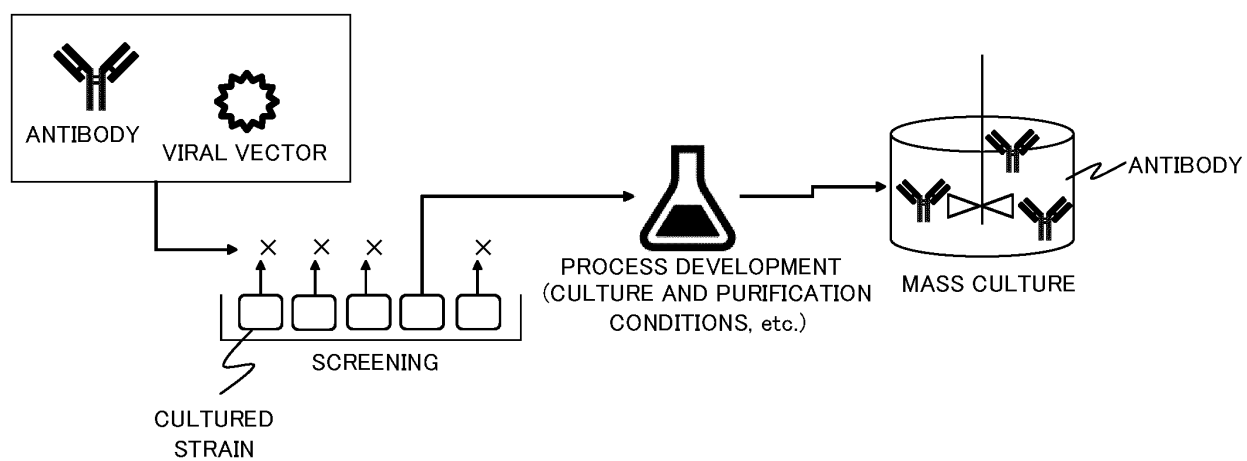 ANTIBODY
VIRAL VECTOR
× × × ×
SCREENING
CULTURED
STRAIN
PROCESS DEVELOPMENT
(CULTURE AND PURIFICATION
CONDITIONS, etc.)
ANTIBODY
MASS CULTURE